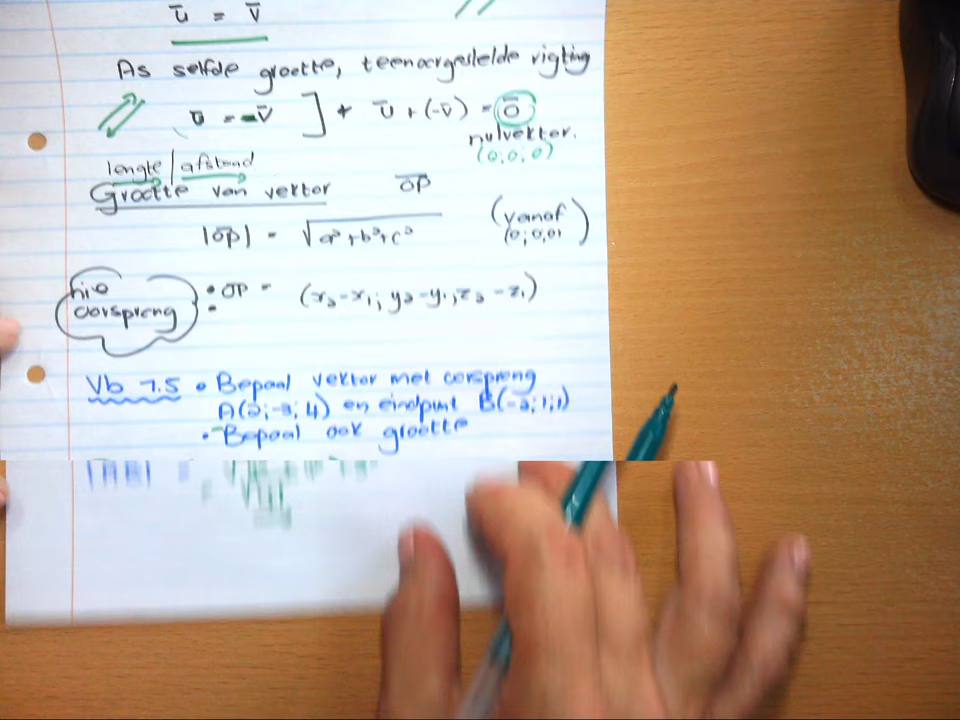 ū = v̄
As selfde grootte, teenoorgestelde rigting
ū = -v̄ ] * ū + (-v̄) = ō
nulvektor.
(0;0;0)
lengte | afstand
Grootte van vektor OP
|OP| = √a²+b²+c² (vanaf (0;0;0))
nie oorsprong
• OP = (x₂-x₁; y₂-y₁; z₂-z₁)
Vb 7.5 • Bepaal vektor met oorsprong
A(2;-3;4) en eindpunt B(-2;1;1)
• Bepaal ook grootte